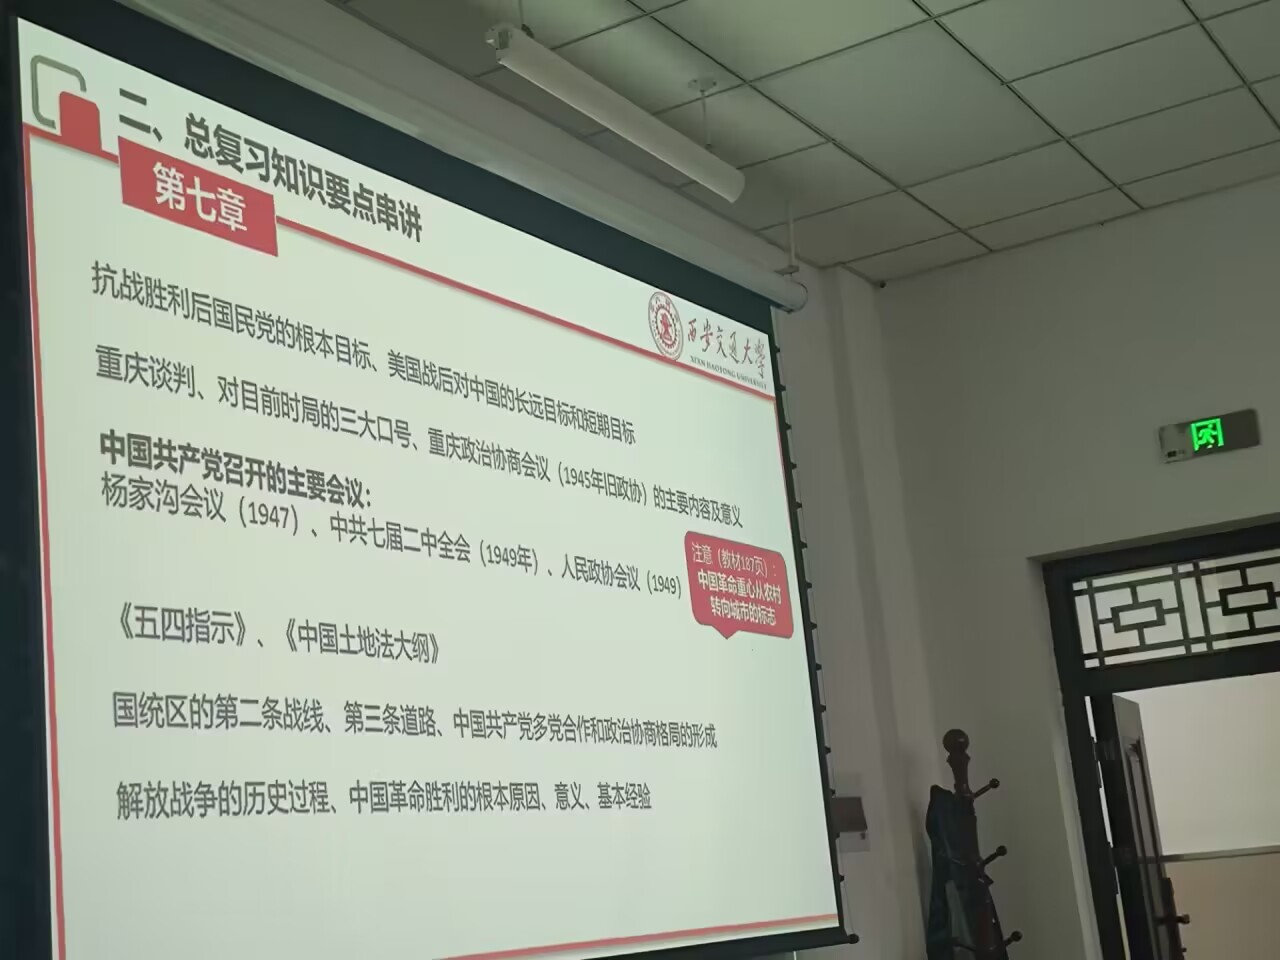 二、总复习知识要点串讲
第七章
西安交通大学
XI'AN JIAOTONG UNIVERSITY
抗战胜利后国民党的根本目标、美国战后对中国的长远目标和短期目标
重庆谈判、对目前时局的三大口号、重庆政治协商会议（1945年旧政协）的主要内容及意义
中国共产党召开的主要会议：
杨家沟会议（1947）、中共七届二中全会（1949年）、人民政协会议（1949）
注意（教材187页）：
中国革命重心从农村
转向城市的标志
《五四指示》、《中国土地法大纲》
国统区的第二条战线、第三条道路、中国共产党多党合作和政治协商格局的形成
解放战争的历史过程、中国革命胜利的根本原因、意义、基本经验